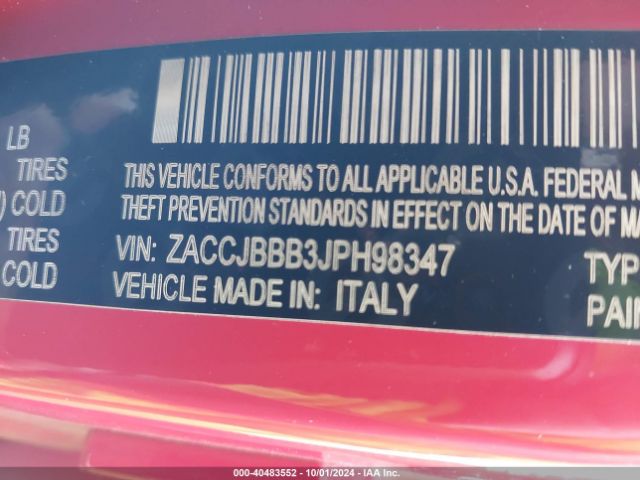 LB
TIRES
) COLD
TIRES
COLD
THIS VEHICLE CONFORMS TO ALL APPLICABLE U.S.A. FEDERAL M
THEFT PREVENTION STANDARDS IN EFFECT ON THE DATE OF MA
VIN: ZACCJBBB3JPH98347
TYP
VEHICLE MADE IN: ITALY
PAIN
000-40483552 - 10/01/2024 - IAA Inc.